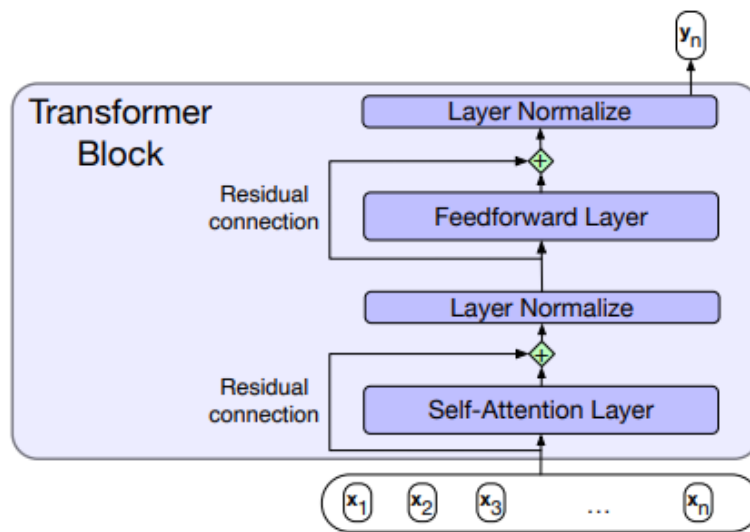 yn
Transformer
Block
Layer Normalize
+
Residual
connection
Feedforward Layer
Layer Normalize
+
Residual
connection
Self-Attention Layer
x1 x2 x3 ... xn